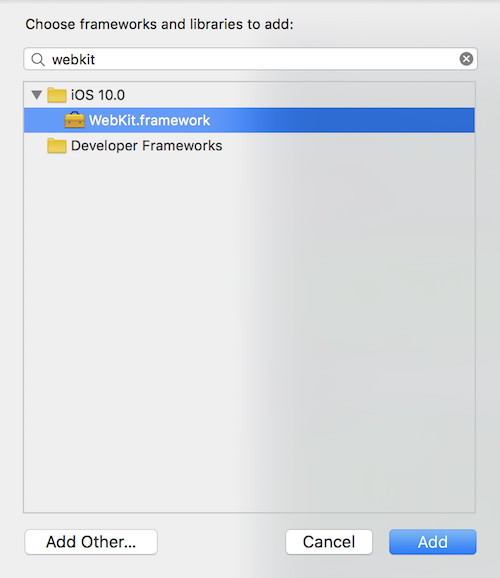 Choose frameworks and libraries to add:
webkit
iOS 10.0
WebKit.framework
Developer Frameworks
Add Other...
Cancel
Add